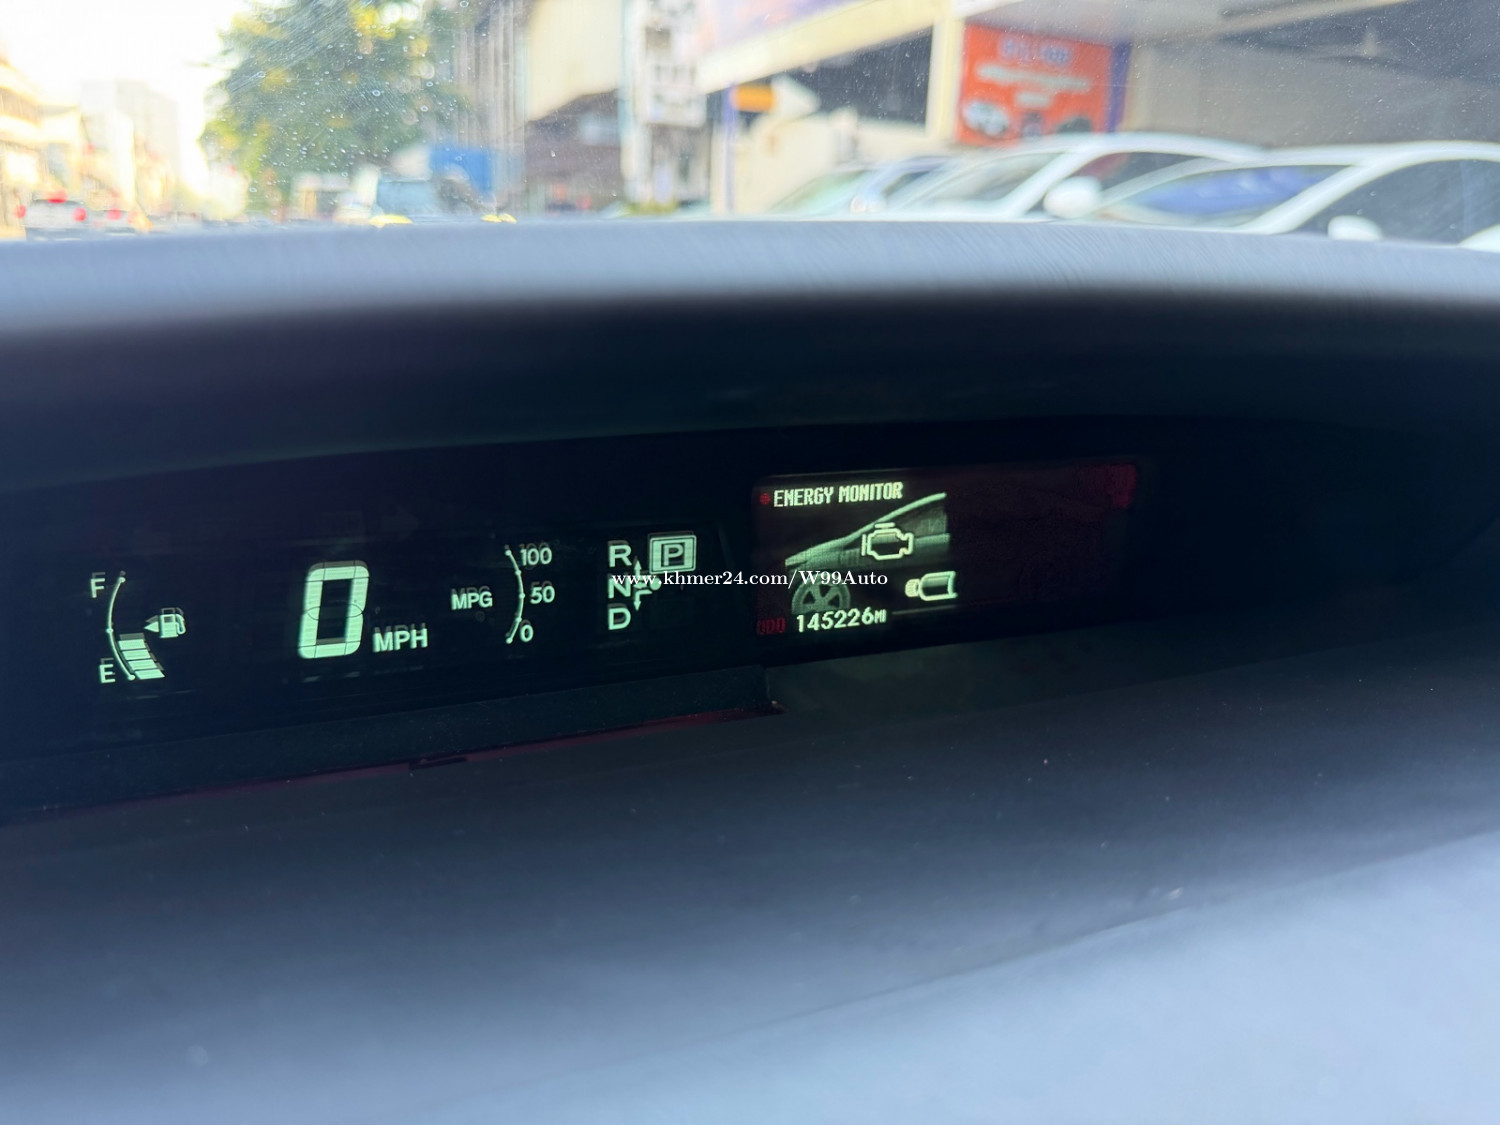 F
E
0 MPH
MPG
100
50
0
R
N
D
P
ENERGY MONITOR
ODO 145226MI
www.khmer24.com/W99Auto